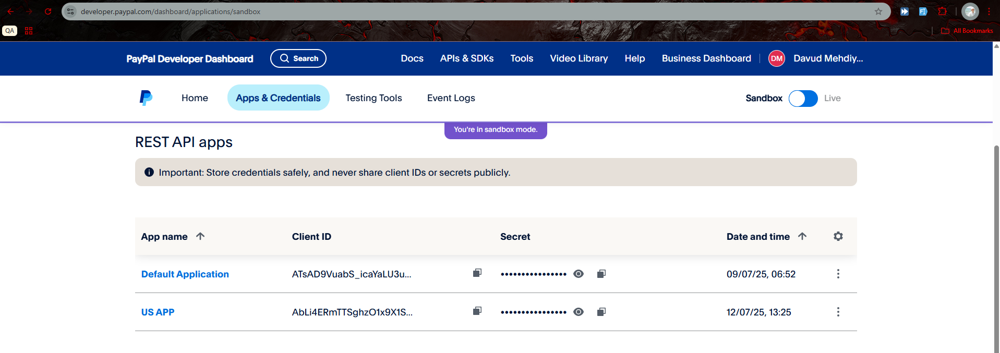 developer.paypal.com/dashboard/applications/sandbox
QA
All Bookmarks
PayPal Developer Dashboard
Search
Docs
APIs & SDKs
Tools
Video Library
Help
Business Dashboard
DM
Davud Mehdiy...
Home
Apps & Credentials
Testing Tools
Event Logs
Sandbox
Live
You're in sandbox mode.
REST API apps
Important: Store credentials safely, and never share client IDs or secrets publicly.
App name
Client ID
Secret
Date and time
Default Application
ATsAD9VuabS_icaYaLU3u...
••••••••••••••••
09/07/25, 06:52
US APP
AbLi4ERmTTSghzO1x9X1S...
••••••••••••••••
12/07/25, 13:25